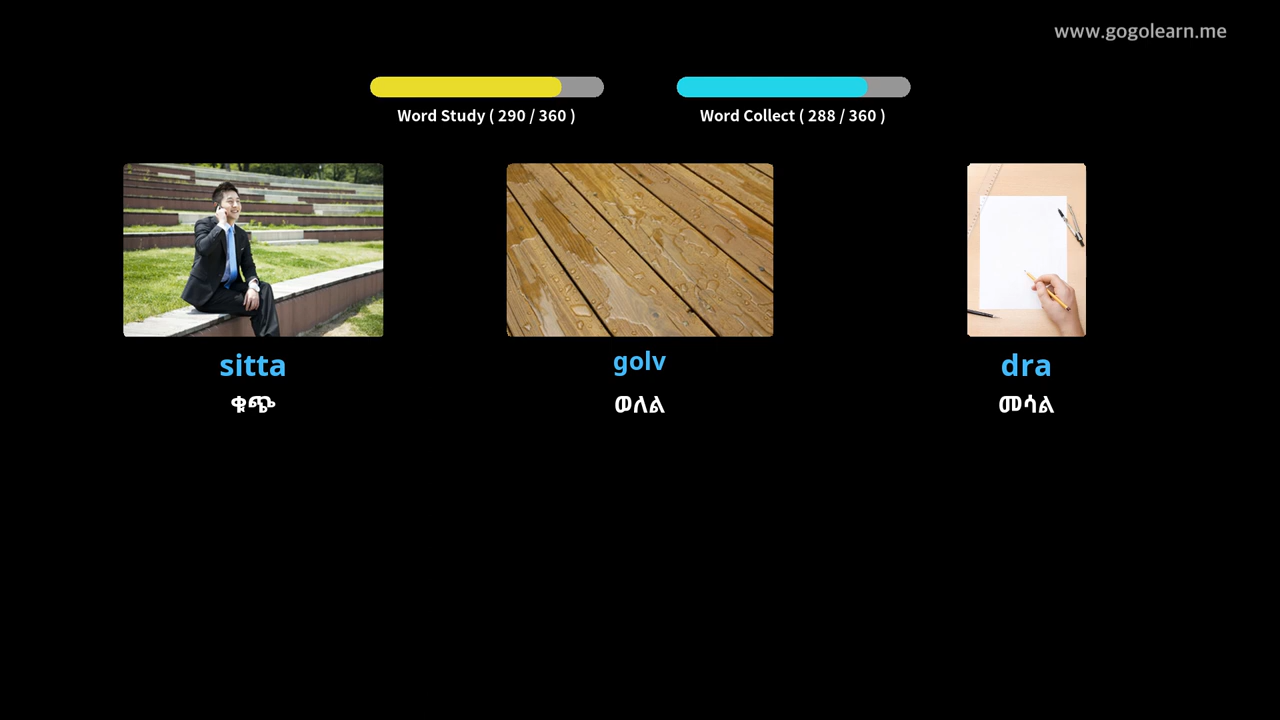 www.gogolearn.me
Word Study ( 290 / 360 )
Word Collect ( 288 / 360 )
sitta
golv
dra
ቁጭ
ወለል
መሳል